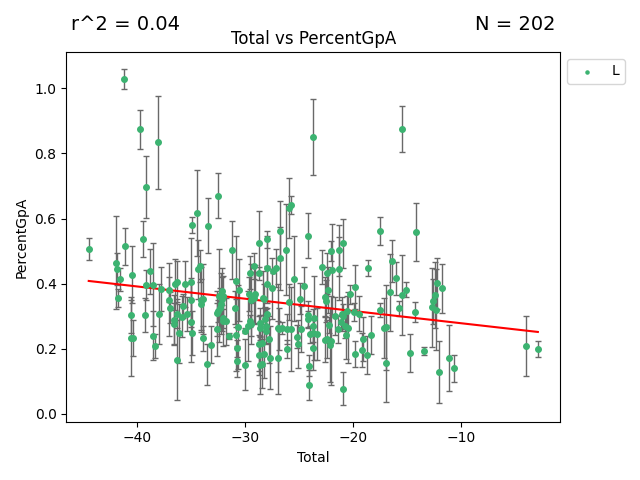 r^2 = 0.04
N = 202
Total vs PercentGpA
L
PercentGpA
1.0
0.8
0.6
0.4
0.2
0.0
−40
−30
−20
−10
Total